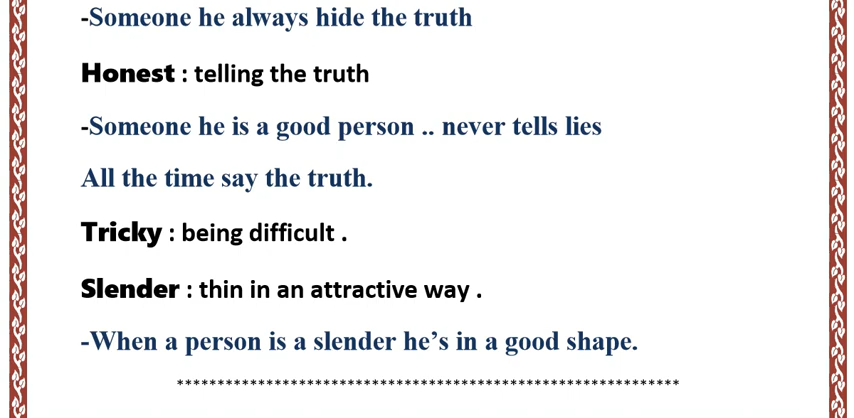 -Someone he always hide the truth
Honest : telling the truth
-Someone he is a good person .. never tells lies
All the time say the truth.
Tricky : being difficult .
Slender : thin in an attractive way .
-When a person is a slender he’s in a good shape.
**************************************************************